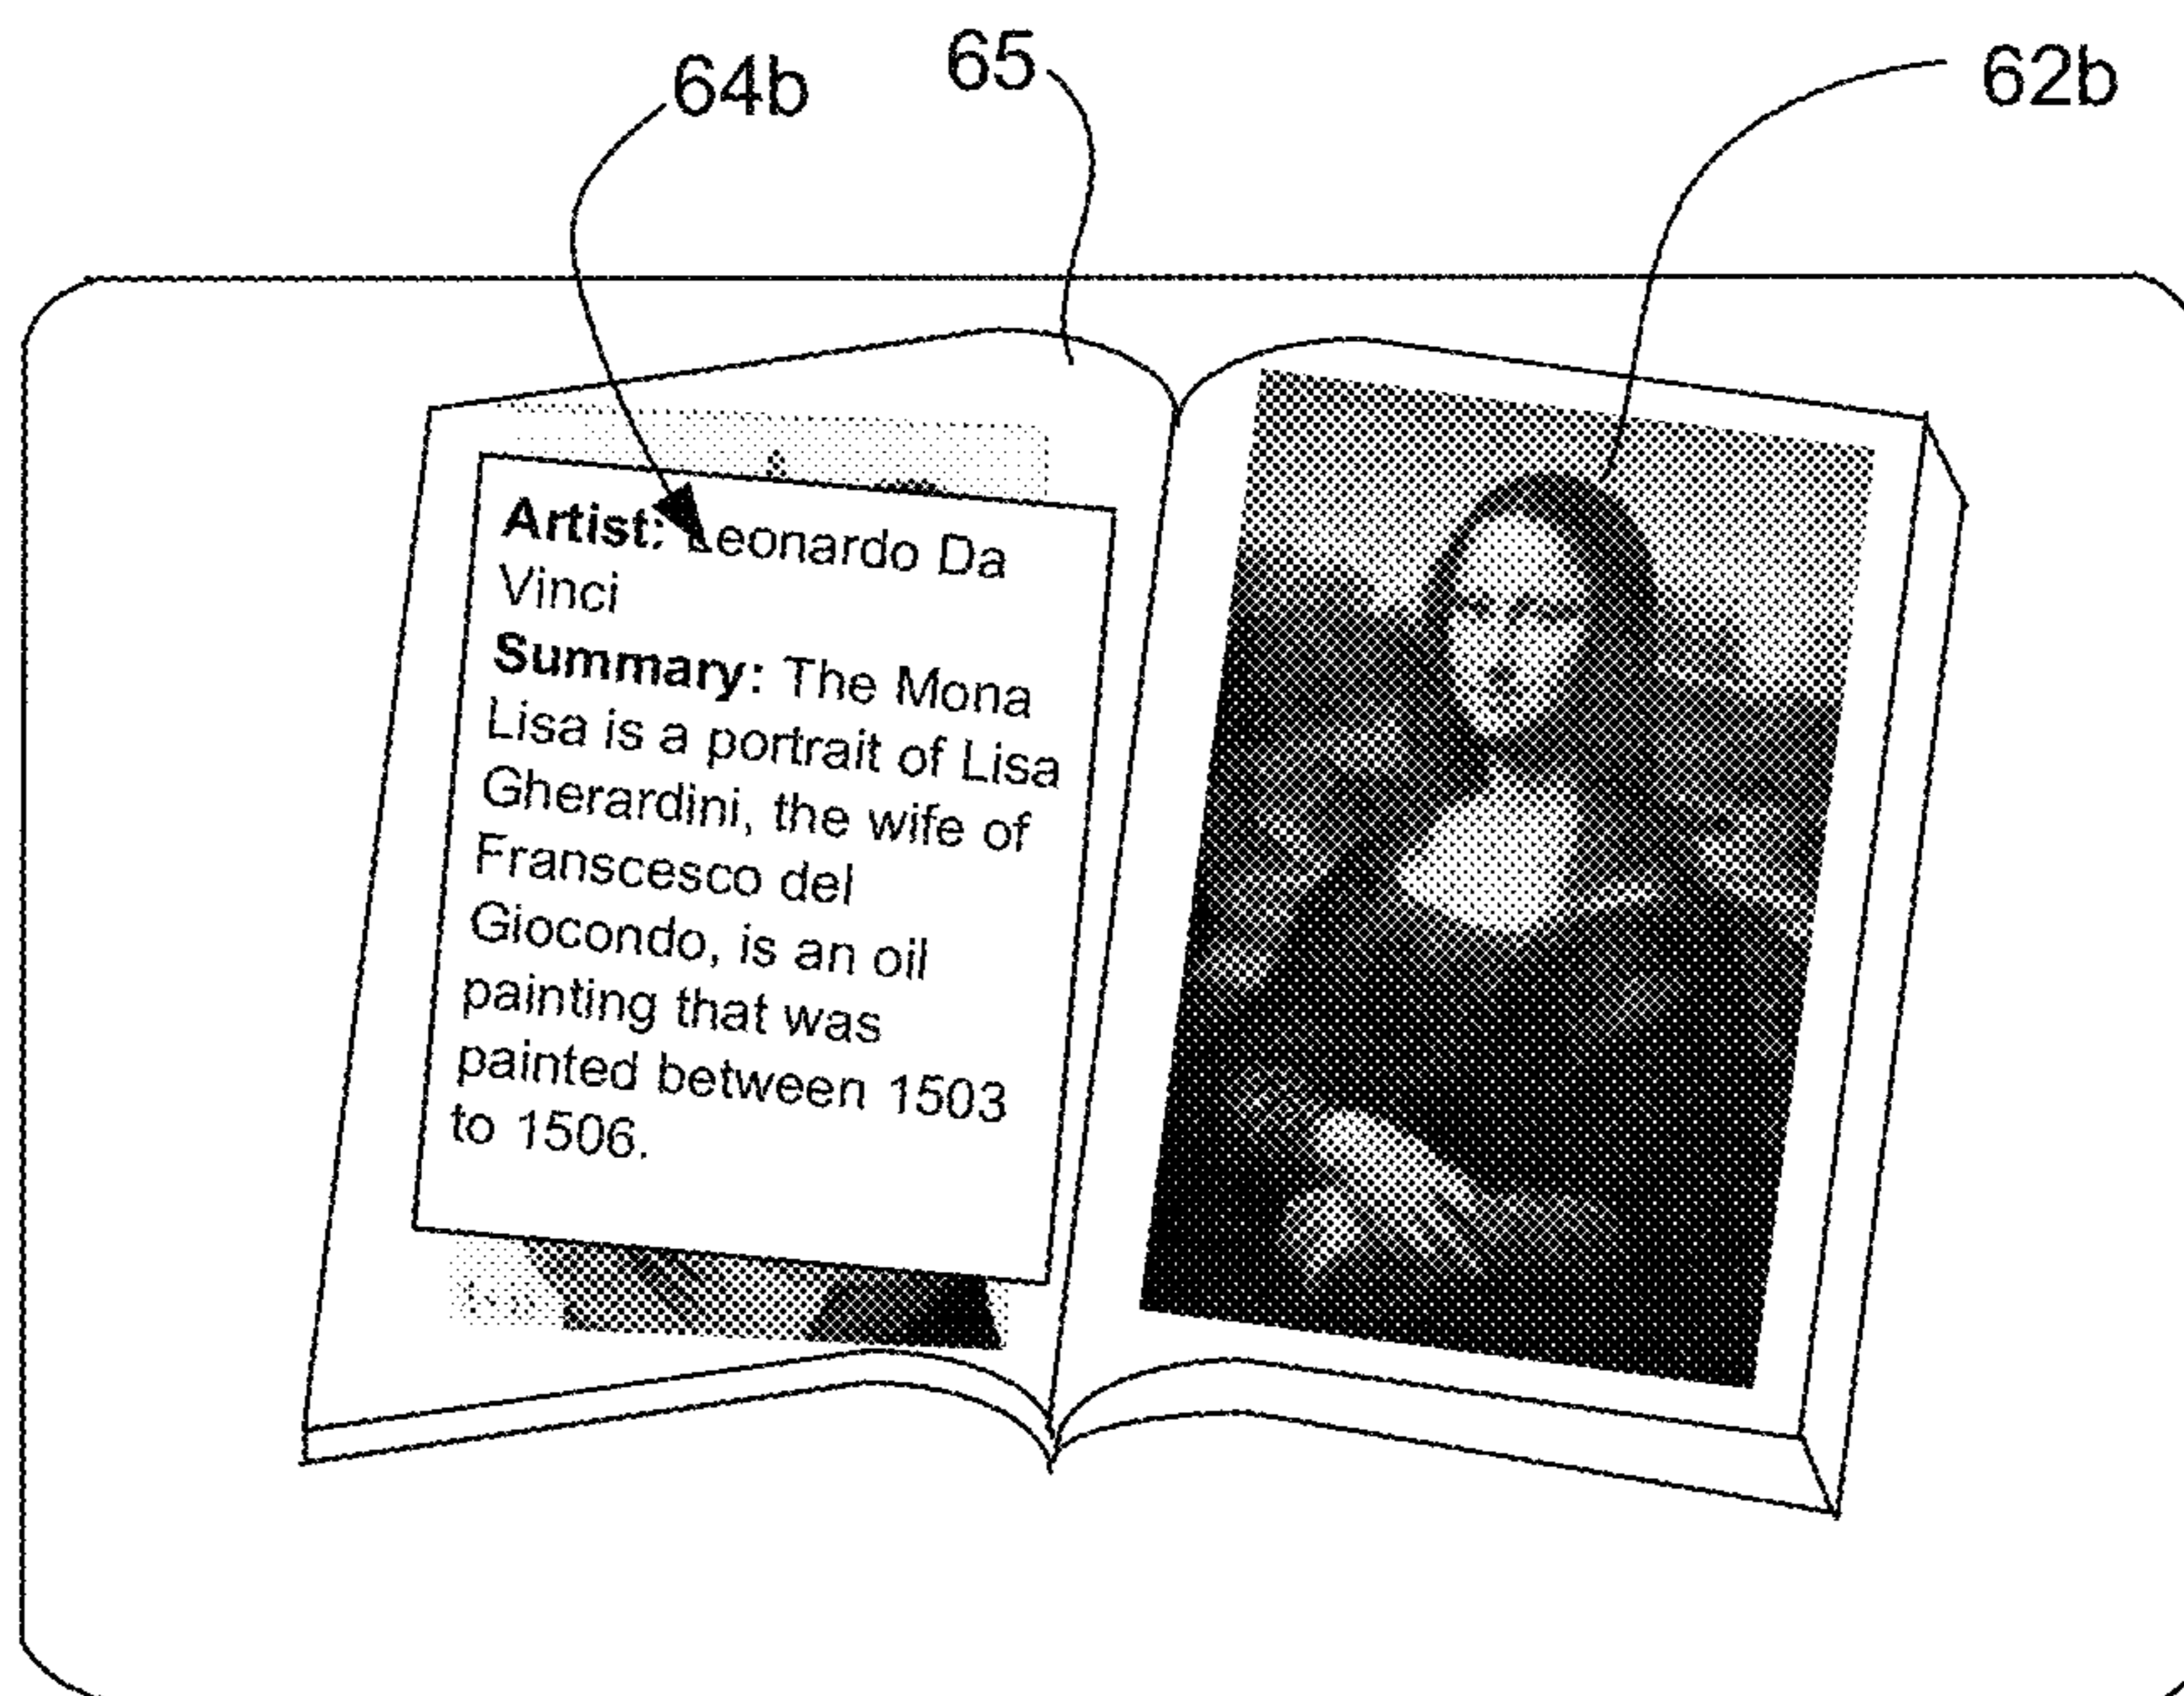 64b
65
62b
Artist: Leonardo Da
Vinci
Summary: The Mona
Lisa is a portrait of Lisa
Gherardini, the wife of
Franscesco del
Giocondo, is an oil
painting that was
painted between 1503
to 1506.